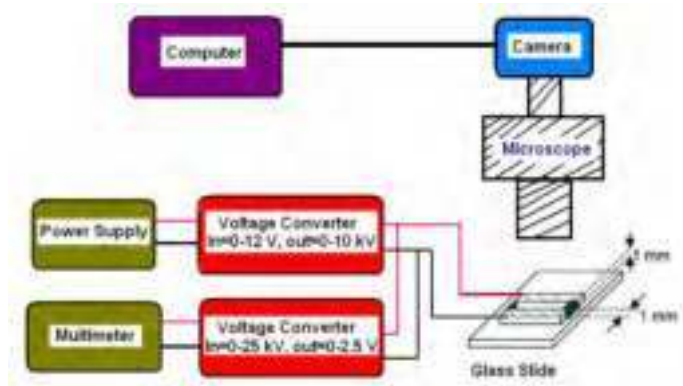 Computer
Camera
Microscope
Power Supply
Voltage Converter
In=0-12 V, out=0-10 kV
1 mm
1 mm
Multimeter
Voltage Converter
In=0-25 kV, out=0-2.5 V
Glass Slide